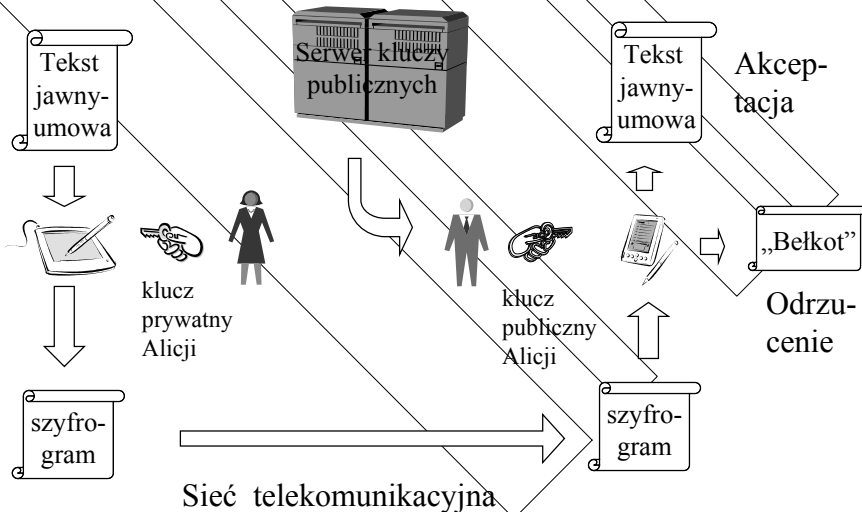 Tekst
jawny-
umowa
Serwer kluczy
publicznych
Tekst
jawny-
umowa
Akcep-
tacja
klucz
prywatny
Alicji
klucz
publiczny
Alicji
„Bełkot”
Odrzu-
cenie
szyfro-
gram
szyfro-
gram
Sieć telekomunikacyjna